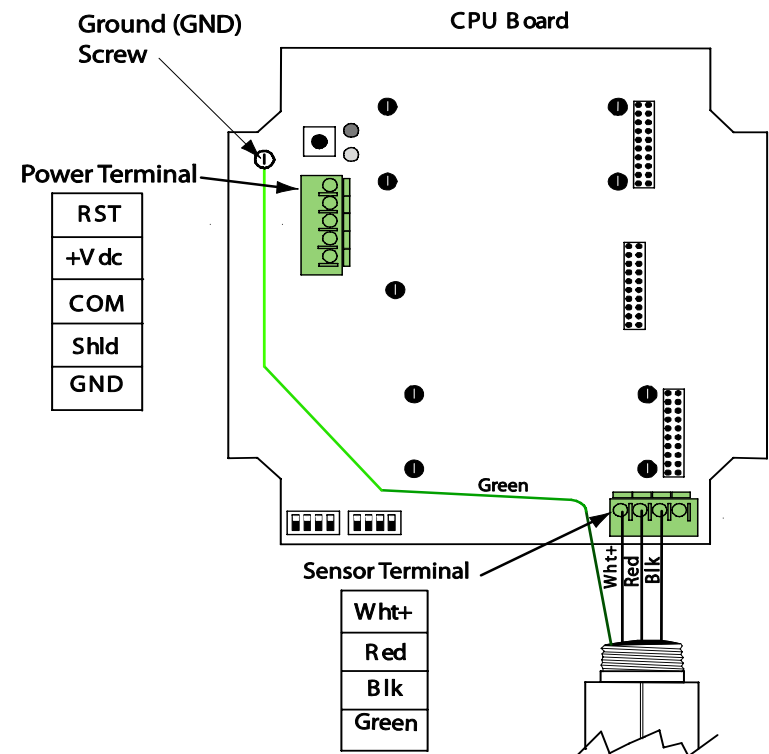 CPU Board
Ground (GND)
Screw
Power Terminal
RST
+Vdc
COM
Shld
GND
Green
Wht+
Red
Blk
Sensor Terminal
Wht+
Red
Blk
Green